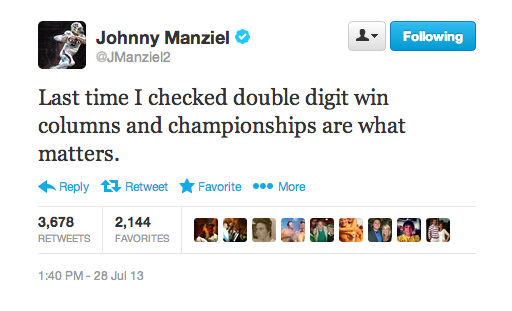 Johnny Manziel
@JManziel2
Following
Last time I checked double digit win
columns and championships are what
matters.
Reply Retweet Favorite More
3,678 2,144
RETWEETS FAVORITES
1:40 PM - 28 Jul 13